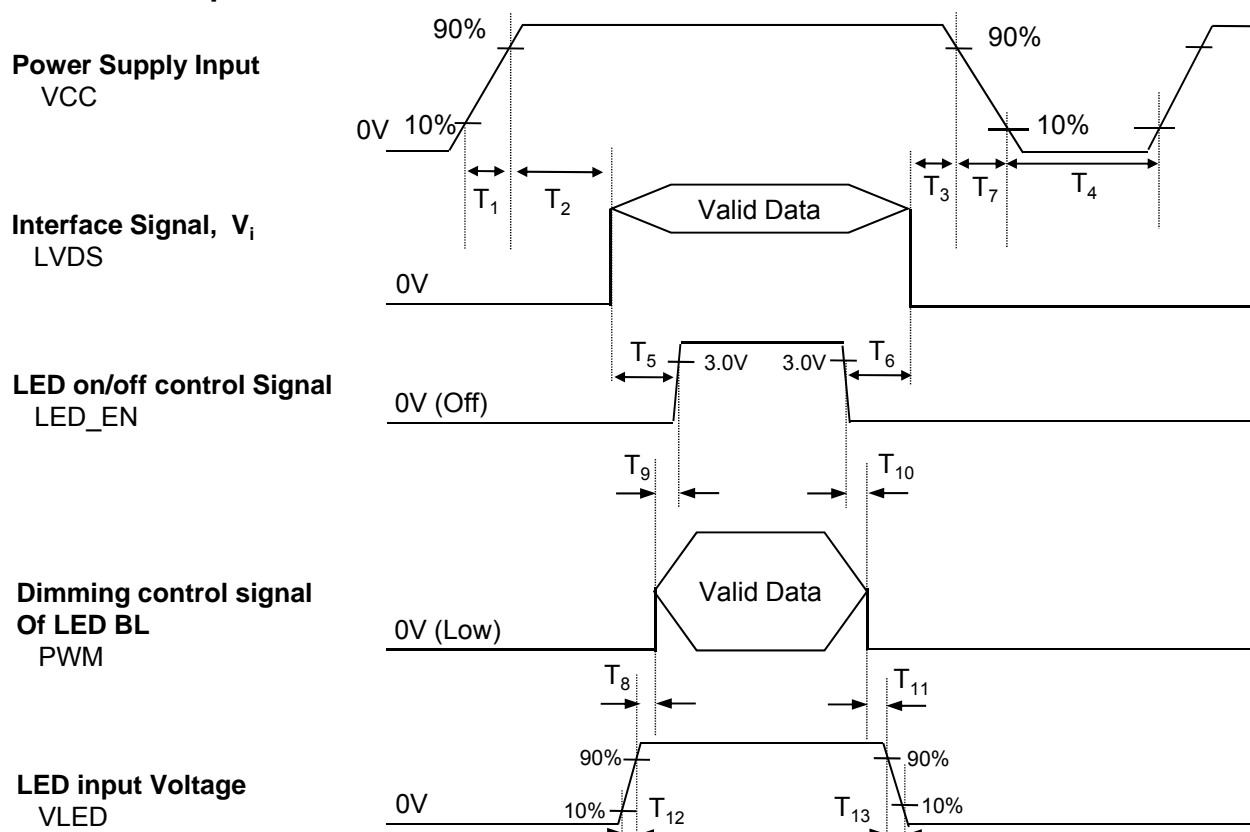 90%
90%
Power Supply Input
VCC
0V 10%
10%
T1
T2
T3
T7
T4
Valid Data
Interface Signal, Vi
LVDS
0V
T5
3.0V
3.0V
T6
LED on/off control Signal
LED_EN
0V (Off)
T9
T10
Valid Data
Dimming control signal
Of LED BL
PWM
0V (Low)
T8
T11
90%
90%
LED input Voltage
VLED
0V
10%
T12
T13
10%